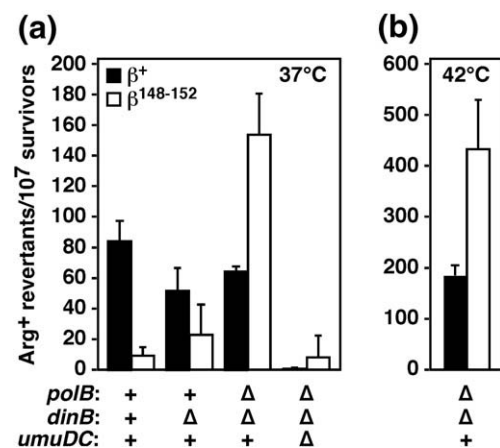 (a)
(b)
Arg⁺ revertants/10⁷ survivors
200
180
160
140
120
100
80
60
40
20
0
β⁺
β¹⁴⁸⁻¹⁵²
37°C
600
500
400
300
200
100
0
42°C
polB: + + Δ Δ Δ
dinB: + Δ Δ Δ Δ
umuDC: + + + Δ +